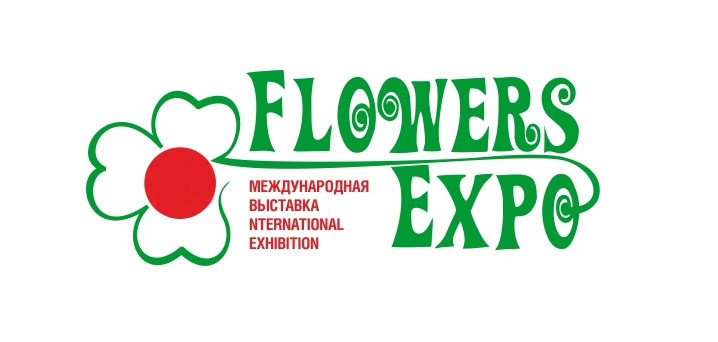 FLOWERS
EXPO
МЕЖДУНАРОДНАЯ
ВЫСТАВКА
NTERNATIONAL
EXHIBITION